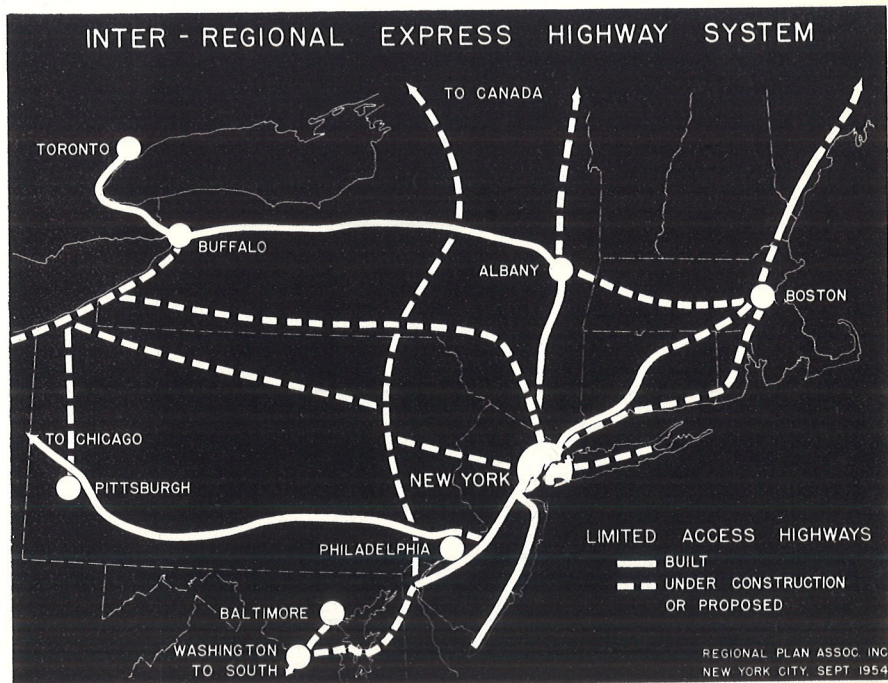 INTER-REGIONAL EXPRESS HIGHWAY SYSTEM
TO CANADA
TORONTO
BUFFALO
ALBANY
BOSTON
TO CHICAGO
PITTSBURGH
NEW YORK
PHILADELPHIA
LIMITED ACCESS HIGHWAYS
BUILT
UNDER CONSTRUCTION
OR PROPOSED
BALTIMORE
WASHINGTON
TO SOUTH
REGIONAL PLAN ASSOC. INC
NEW YORK CITY, SEPT 1954